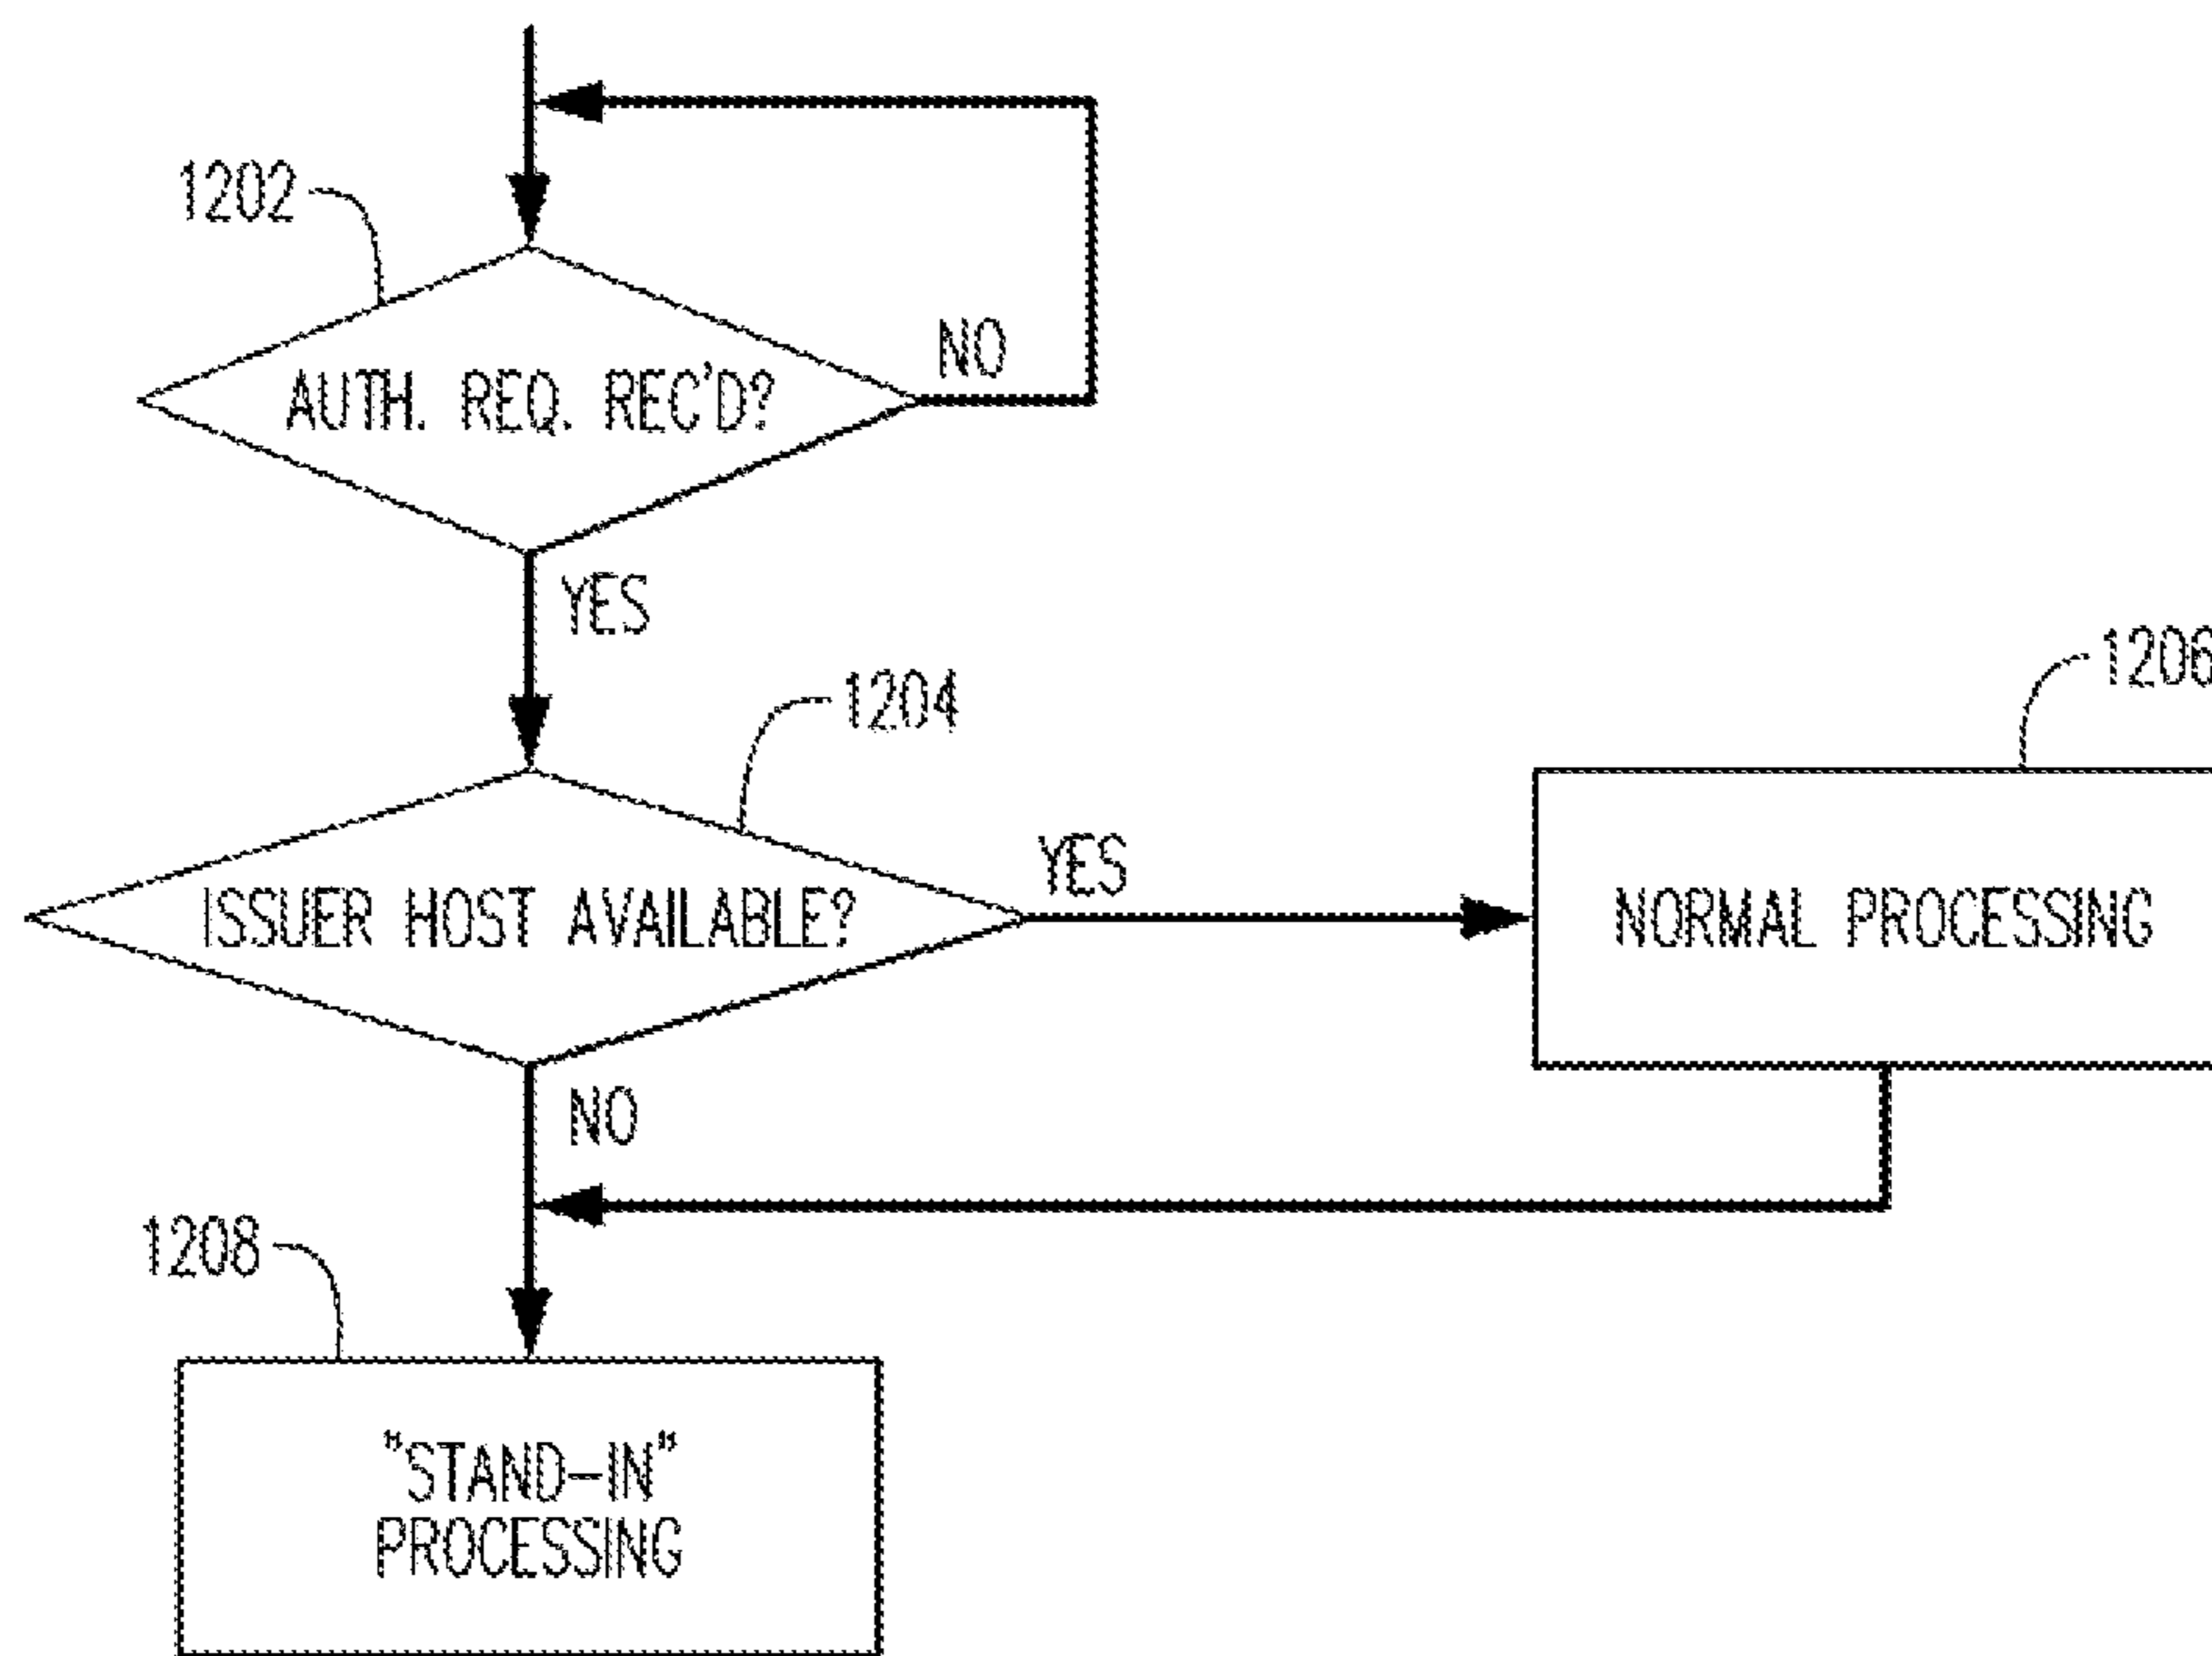 1202
NO
AUTH. REQ. REC'D?
YES
1206
1204
YES
ISSUER HOST AVAILABLE?
NORMAL PROCESSING
NO
1208
"STAND-IN"
PROCESSING